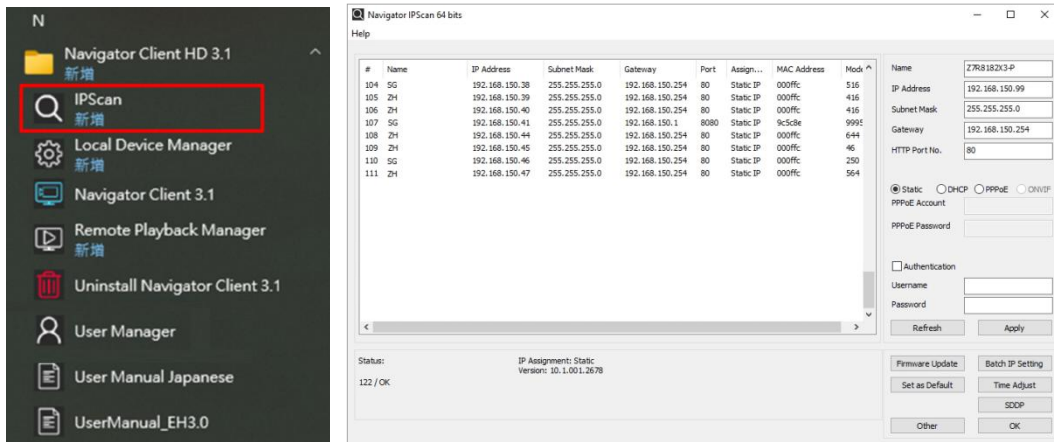 N
Navigator Client HD 3.1
新增
IPScan
新增
Local Device Manager
新增
Navigator Client 3.1
Remote Playback Manager
新增
Uninstall Navigator Client 3.1
User Manager
User Manual Japanese
UserManual_EH3.0
Navigator IPScan 64 bits
Help
# Name IP Address Subnet Mask Gateway Port Assign... MAC Address Mode
104 SG 192.168.150.38 255.255.255.0 192.168.150.254 80 Static IP 000ffc 516
105 ZH 192.168.150.39 255.255.255.0 192.168.150.254 80 Static IP 000ffc 416
106 ZH 192.168.150.40 255.255.255.0 192.168.150.254 80 Static IP 000ffc 416
107 SG 192.168.150.41 255.255.255.0 192.168.150.1 8080 Static IP 9c5c8e 9995
108 ZH 192.168.150.44 255.255.255.0 192.168.150.254 80 Static IP 000ffc 644
109 ZH 192.168.150.45 255.255.255.0 192.168.150.254 80 Static IP 000ffc 46
110 SG 192.168.150.46 255.255.255.0 192.168.150.254 80 Static IP 000ffc 250
111 ZH 192.168.150.47 255.255.255.0 192.168.150.254 80 Static IP 000ffc 564
Name Z7R8182X3-P
IP Address 192.168.150.99
Subnet Mask 255.255.255.0
Gateway 192.168.150.254
HTTP Port No. 80
Static DHCP PPPoE ONVIF
PPPoE Account
PPPoE Password
Authentication
Username
Password
Refresh Apply
Status: IP Assignment: Static
Version: 10.1.001.2678
122 / OK
Firmware Update Batch IP Setting
Set as Default Time Adjust
SDDP
Other OK